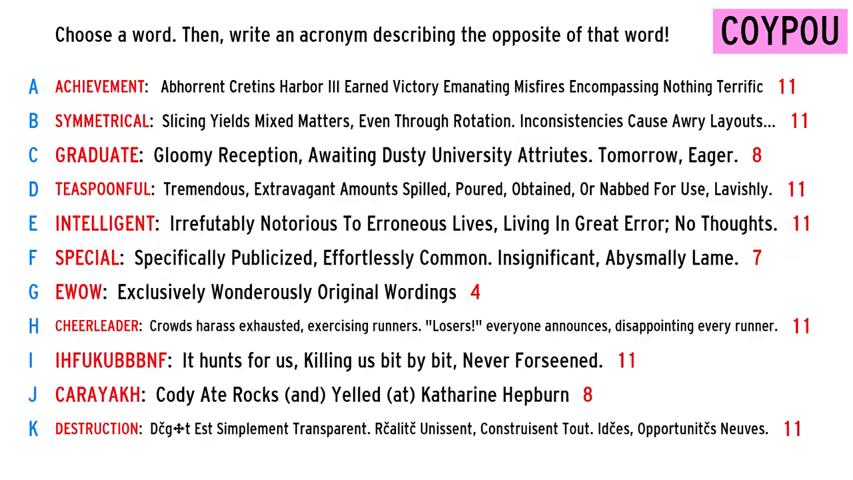 Choose a word. Then, write an acronym describing the opposite of that word!
COYPOU
A ACHIEVEMENT: Abhorrent Cretins Harbor Ill Earned Victory Emanating Misfires Encompassing Nothing Terrific 11
B SYMMETRICAL: Slicing Yields Mixed Matters, Even Through Rotation. Inconsistencies Cause Awry Layouts... 11
C GRADUATE: Gloomy Reception, Awaiting Dusty University Attriutes. Tomorrow, Eager. 8
D TEASPOONFUL: Tremendous, Extravagant Amounts Spilled, Poured, Obtained, Or Nabbed For Use, Lavishly. 11
E INTELLIGENT: Irrefutably Notorious To Erroneous Lives, Living In Great Error; No Thoughts. 11
F SPECIAL: Specifically Publicized, Effortlessly Common. Insignificant, Abysmally Lame. 7
G EWOW: Exclusively Wonderously Original Wordings 4
H CHEERLEADER: Crowds harass exhausted, exercising runners. "Losers!" everyone announces, disappointing every runner. 11
I IHFUKUBBBNF: It hunts for us, Killing us bit by bit, Never Forseened. 11
J CARAYAKH: Cody Ate Rocks (and) Yelled (at) Katharine Hepburn 8
K DESTRUCTION: Dčg✢t Est Simplement Transparent. Rčalitč Unissent, Construisent Tout. Idčes, Opportunitčs Neuves. 11